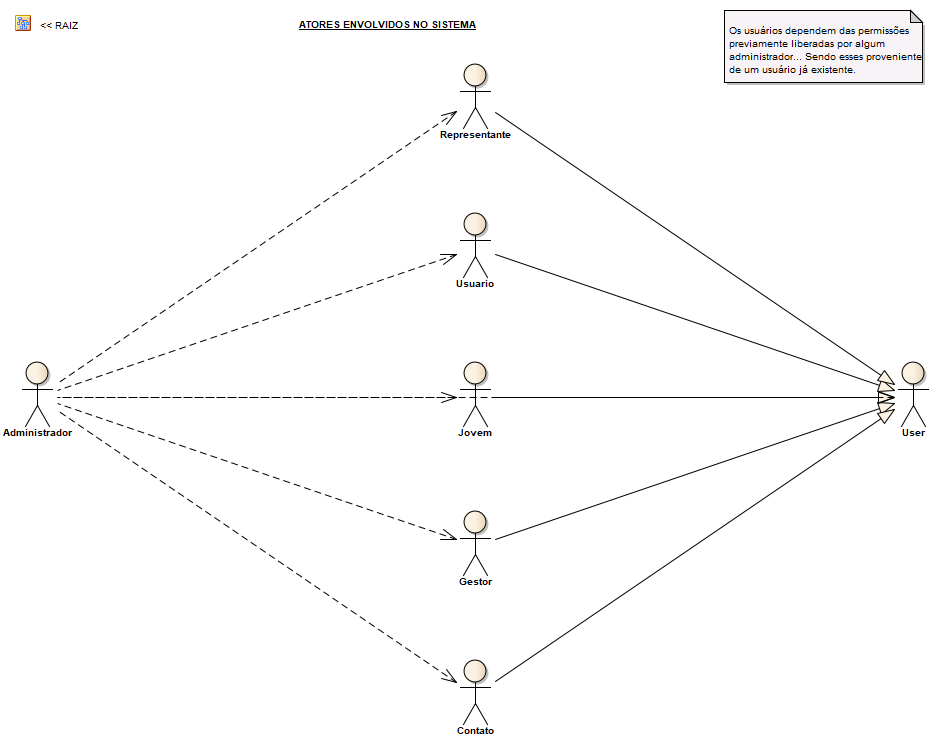 << RAIZ
ATORES ENVOLVIDOS NO SISTEMA
Os usuários dependem das permissões
previamente liberadas por algum
administrador... Sendo esses proveniente
de um usuário já existente.
Representante
Usuario
Administrador
Jovem
User
Gestor
Contato